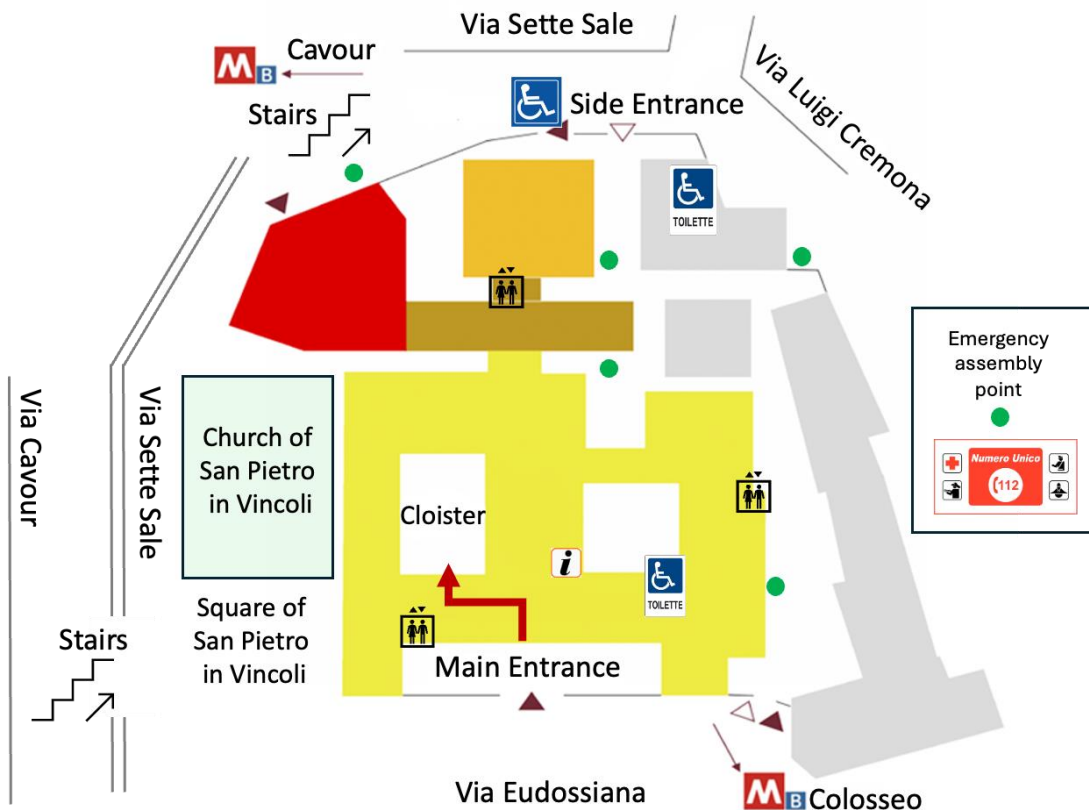 Via Sette Sale
Cavour
M
B
Stairs
Side Entrance
Via Luigi Cremona
TOILETTE
Emergency
assembly
point
Numero Unico
112
Via Cavour
Via Sette Sale
Church of
San Pietro
in Vincoli
Cloister
i
TOILETTE
Square of
San Pietro
in Vincoli
Stairs
Main Entrance
Via Eudossiana
M
B
Colosseo